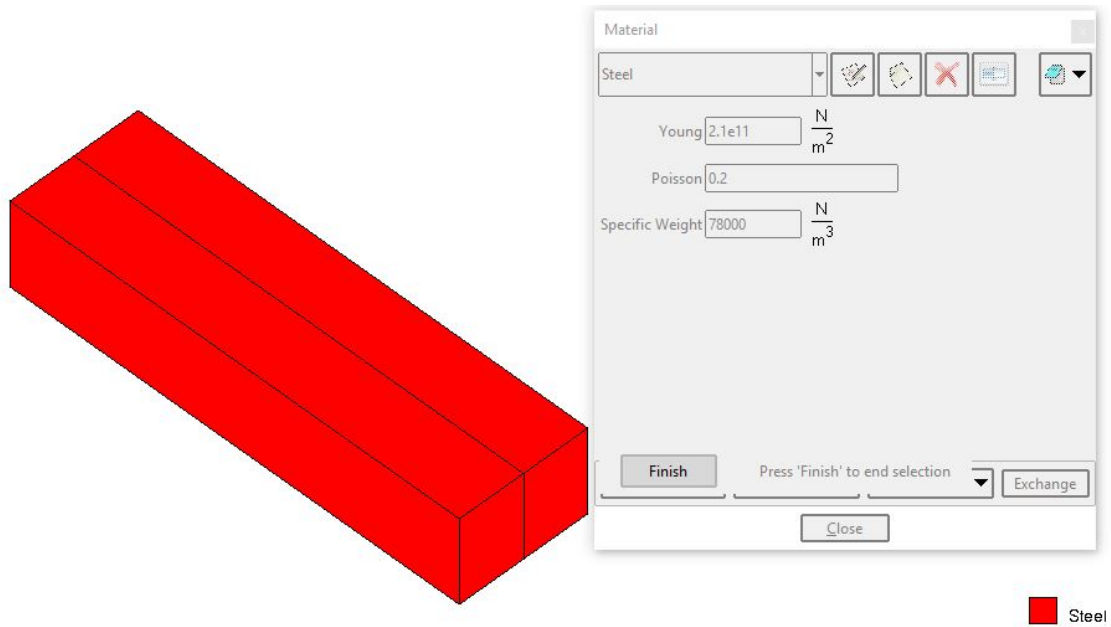 Material
Steel
Young 2.1e11 N/m²
Poisson 0.2
Specific Weight 78000 N/m³
Finish Press 'Finish' to end selection Exchange
Close
Steel